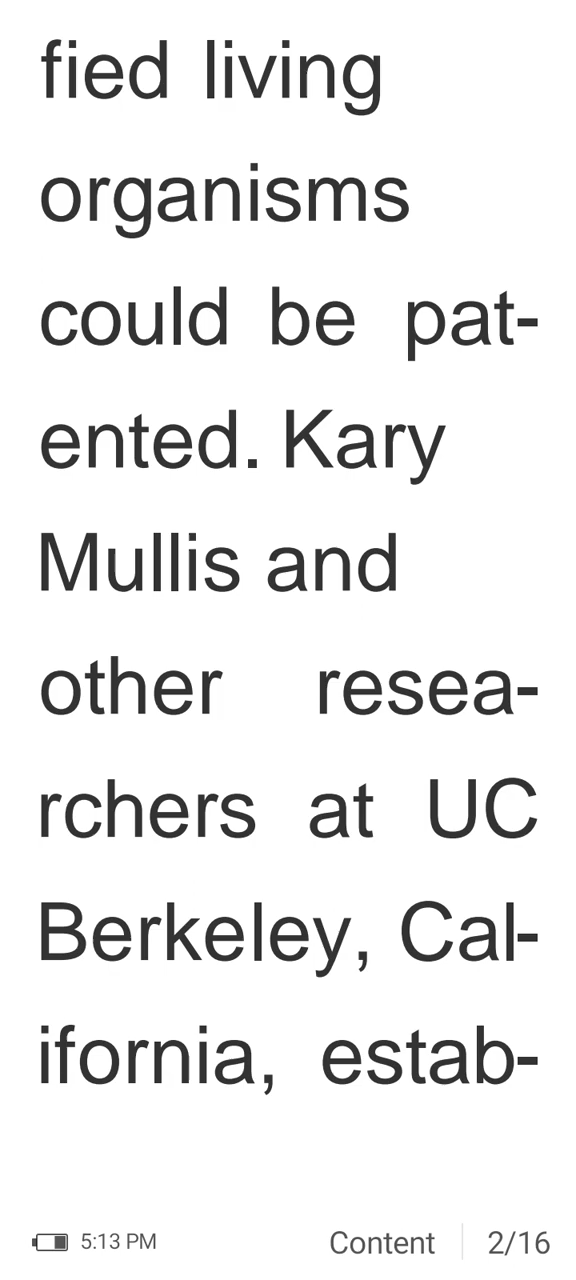 fied living
organisms
could be pat-
ented. Kary
Mullis and
other resea-
rchers at UC
Berkeley, Cal-
ifornia, estab-
5:13 PM Content 2/16